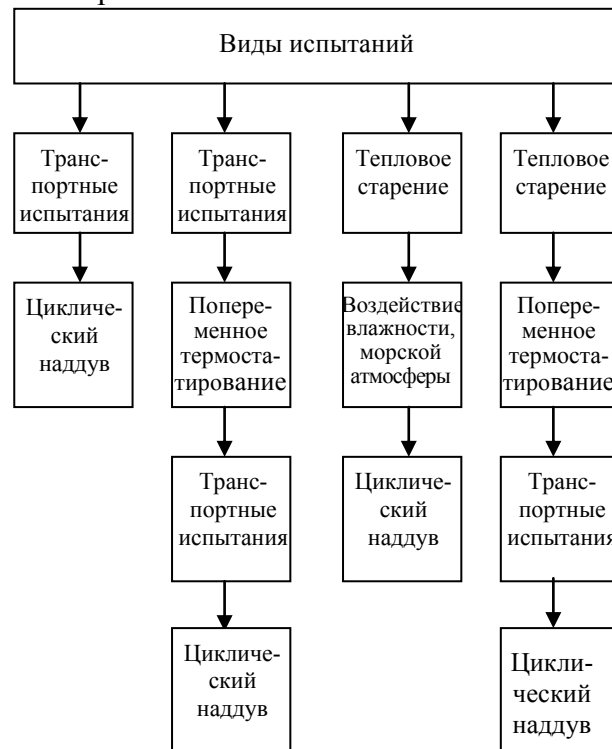 Виды испытаний
Транс-
портные
испытания
Транс-
портные
испытания
Тепловое
старение
Тепловое
старение
Цикличе-
ский
наддув
Попере-
менное
термоста-
тирование
Воздействие
влажности,
морской
атмосферы
Попере-
менное
термоста-
тирование
Транс-
портные
испытания
Цикличе-
ский
наддув
Транс-
портные
испытания
Цикличе-
ский
наддув
Цикли-
ческий
наддув